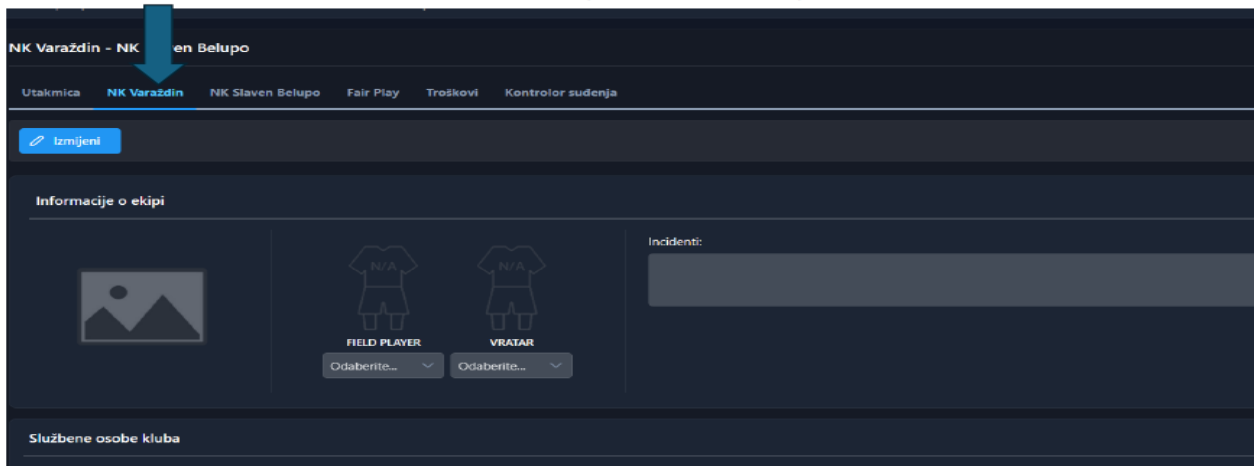 NK Varaždin - NK en Belupo
Utakmica NK Varaždin NK Slaven Belupo Fair Play Troškovi Kontrolor suđenja
Izmijeni
Informacije o ekipi
Incidenti:
N/A N/A
FIELD PLAYER VRATAR
Odaberite... Odaberite...
Službene osobe kluba